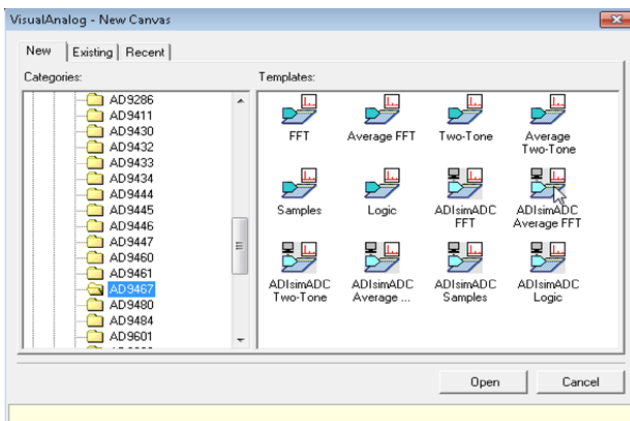 VisualAnalog - New Canvas
New
Existing
Recent
Categories:
Templates:
AD9286
AD9411
AD9430
AD9432
AD9433
AD9434
AD9444
AD9445
AD9446
AD9447
AD9460
AD9461
AD9467
AD9480
AD9484
AD9601
FFT
Average FFT
Two-Tone
Average
Two-Tone
Samples
Logic
ADIsimADC
FFT
ADIsimADC
Average FFT
ADIsimADC
Two-Tone
ADIsimADC
Average ...
ADIsimADC
Samples
ADIsimADC
Logic
Open
Cancel